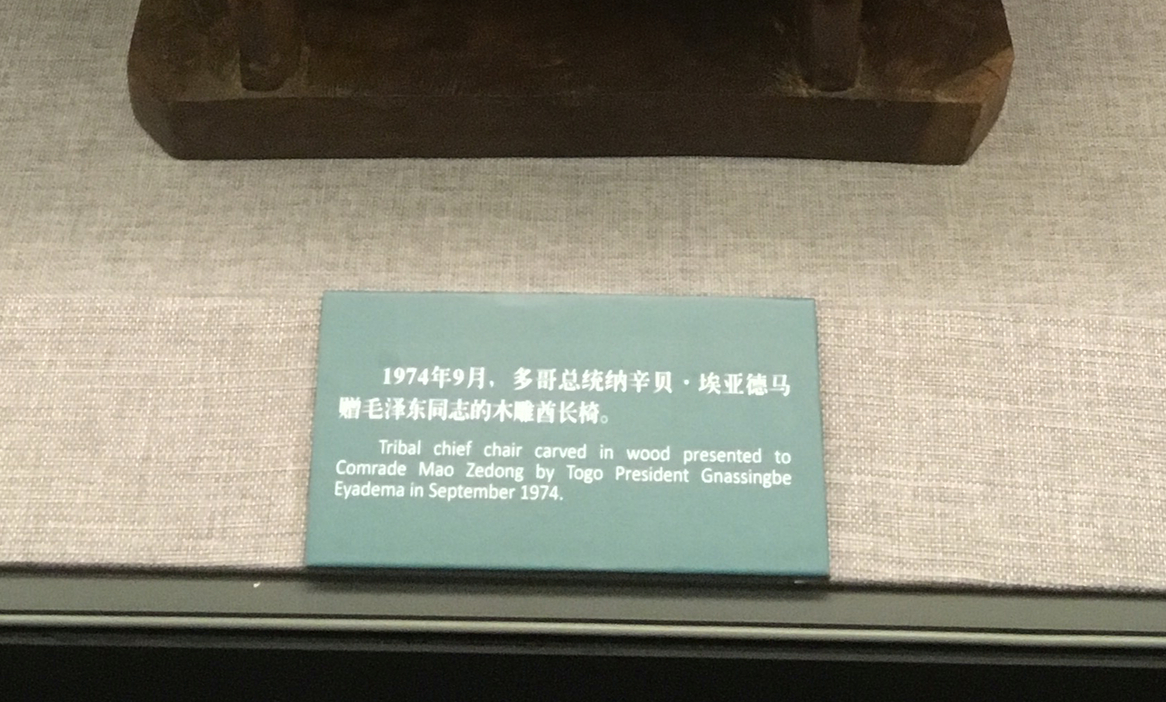 1974年9月，多哥总统纳辛贝·埃亚德马
赠毛泽东同志的木雕酋长椅。
Tribal chief chair carved in wood presented to
Comrade Mao Zedong by Togo President Gnassingbe
Eyadema in September 1974.